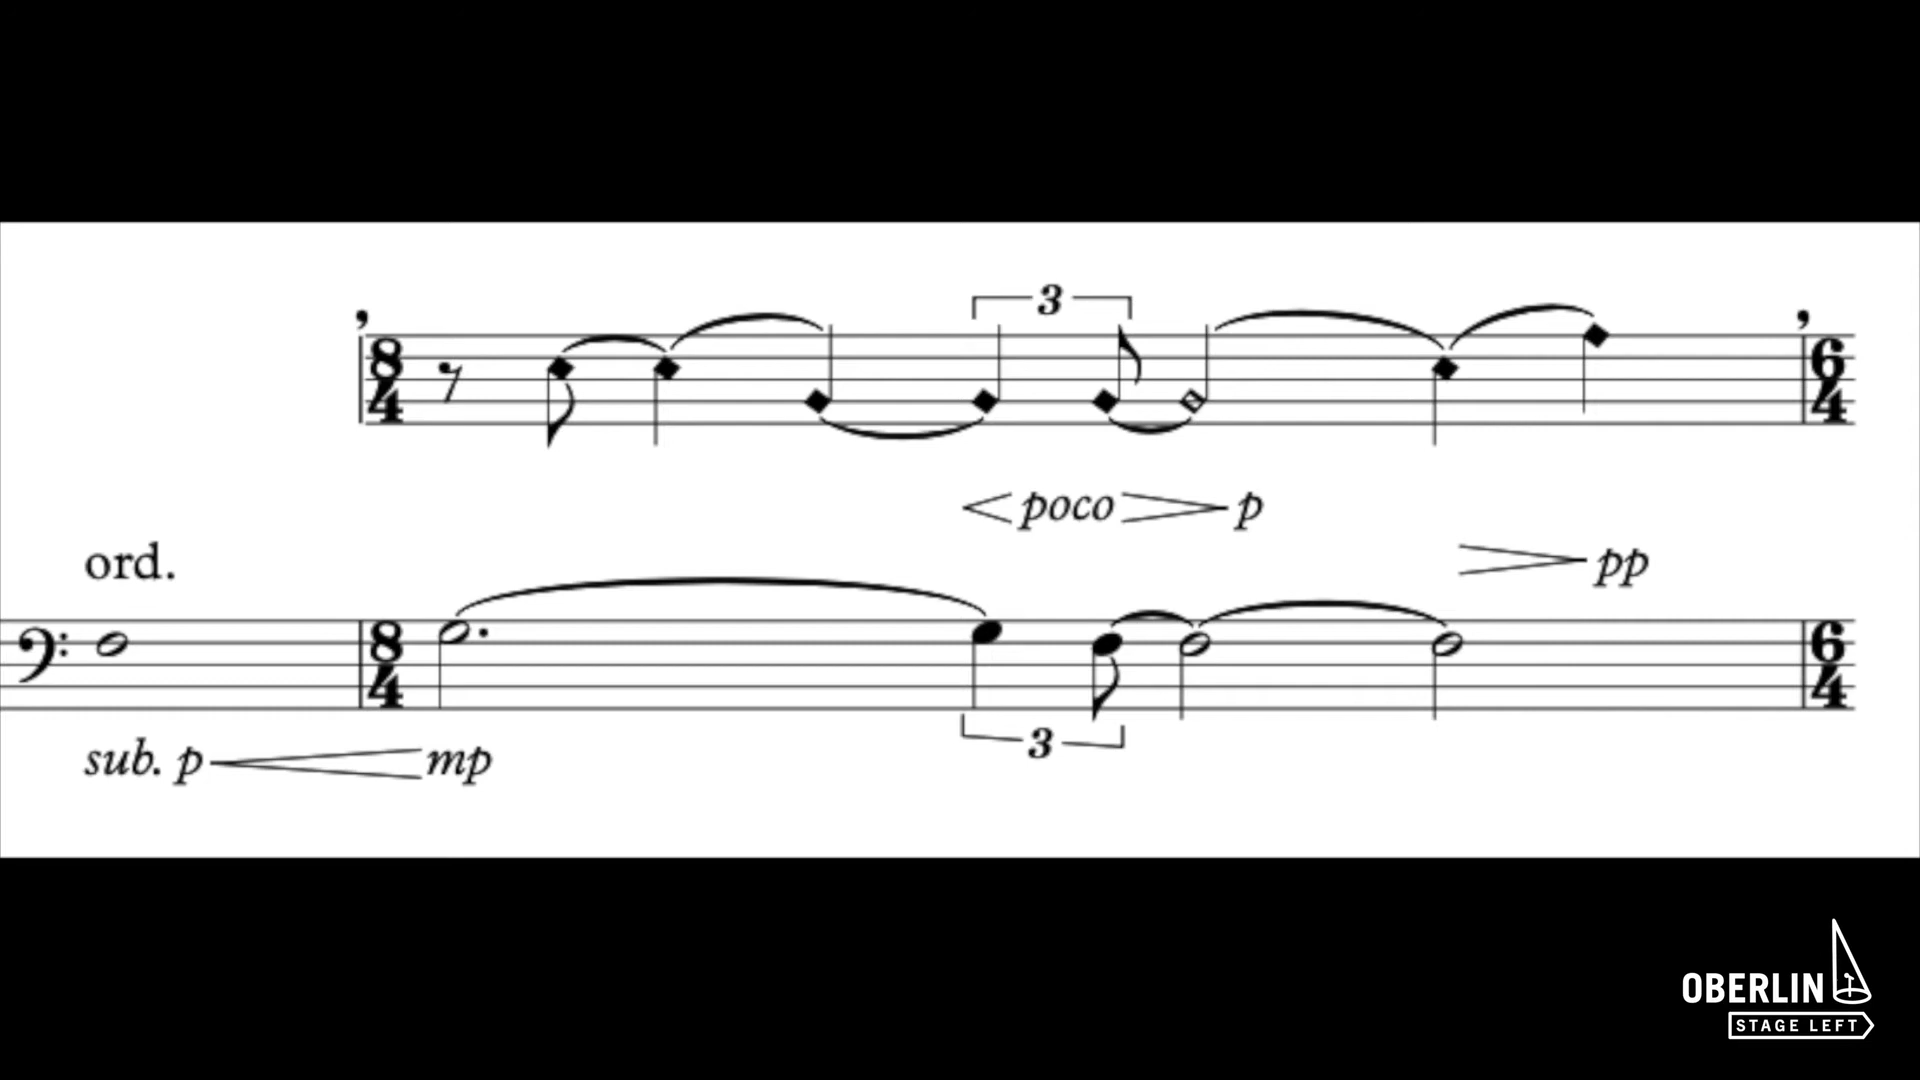 3
8 4
6 4
poco p
ord.
pp
8 4
6 4
3
sub. p mp
OBERLIN
STAGE LEFT